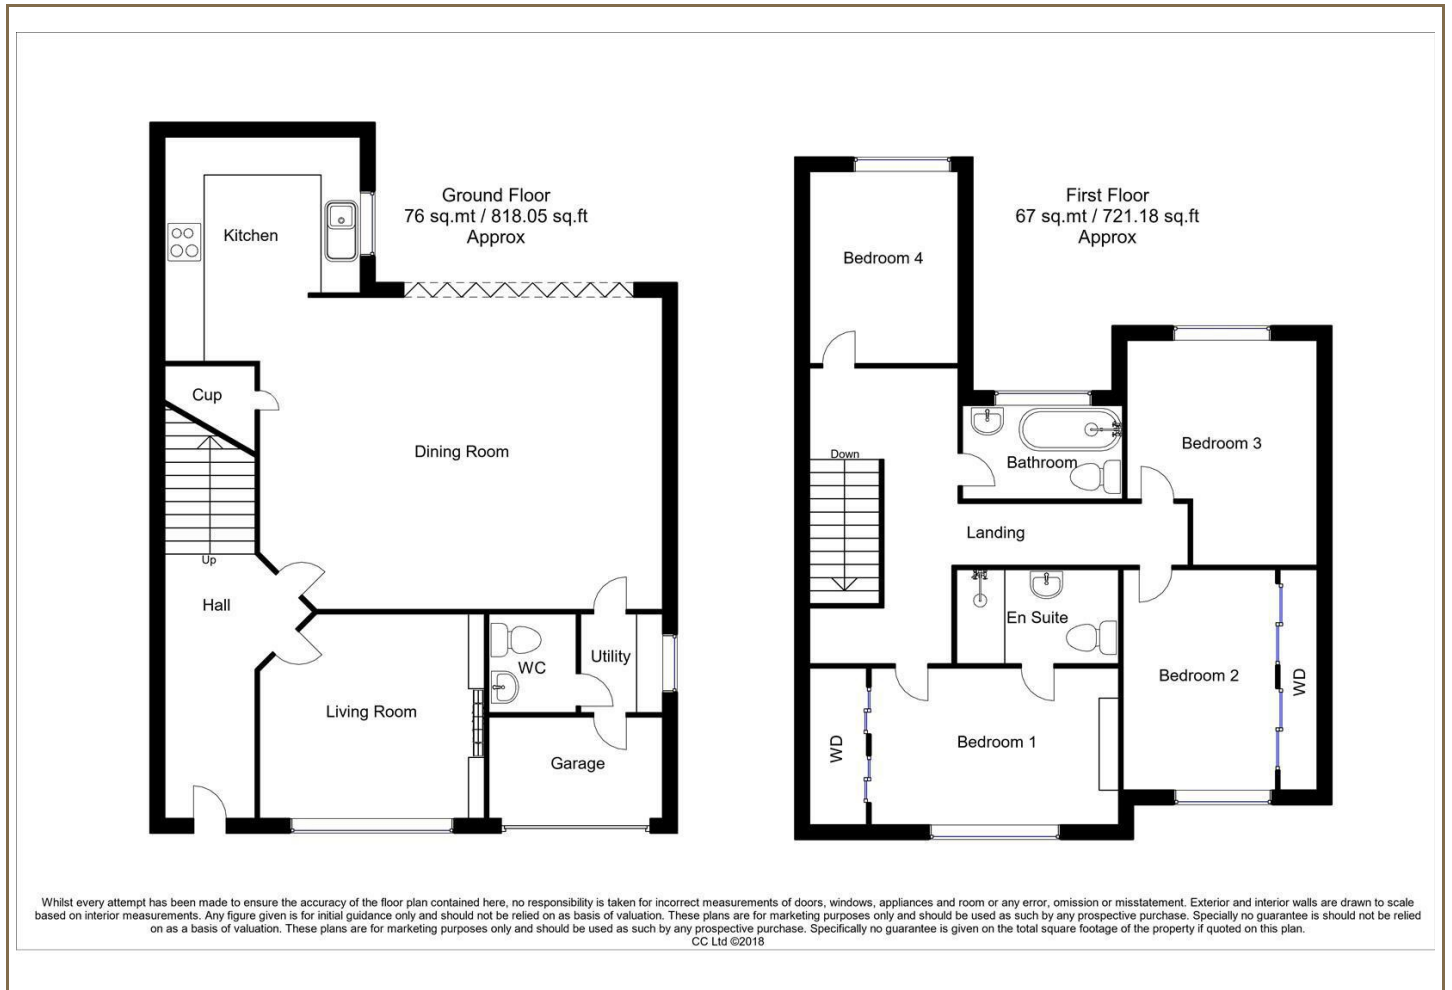 Ground Floor
76 sq.mt / 818.05 sq.ft
Approx
Kitchen
Cup
Dining Room
Up
Hall
WC
Utility
Living Room
Garage
First Floor
67 sq.mt / 721.18 sq.ft
Approx
Bedroom 4
Bedroom 3
Down
Bathroom
Landing
En Suite
Bedroom 2
WD
WD
Bedroom 1
Whilst every attempt has been made to ensure the accuracy of the floor plan contained here, no responsibility is taken for incorrect measurements of doors, windows, appliances and room or any error, omission or misstatement. Exterior and interior walls are drawn to scale
based on interior measurements. Any figure given is for initial guidance only and should not be relied on as basis of valuation. These plans are for marketing purposes only and should be used as such by any prospective purchase. Specially no guarantee is should not be relied
on as a basis of valuation. These plans are for marketing purposes only and should be used as such by any prospective purchase. Specifically no guarantee is given on the total square footage of the property if quoted on this plan.
CC Ltd ©2018